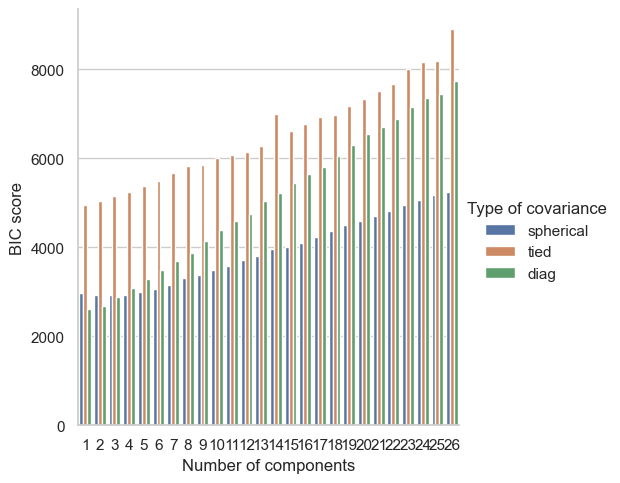 8000
6000
4000
2000
0
BIC score
1 2 3 4 5 6 7 8 9 10 11 12 13 14 15 16 17 18 19 20 21 22 23 24 25 26
Number of components
Type of covariance
spherical
tied
diag